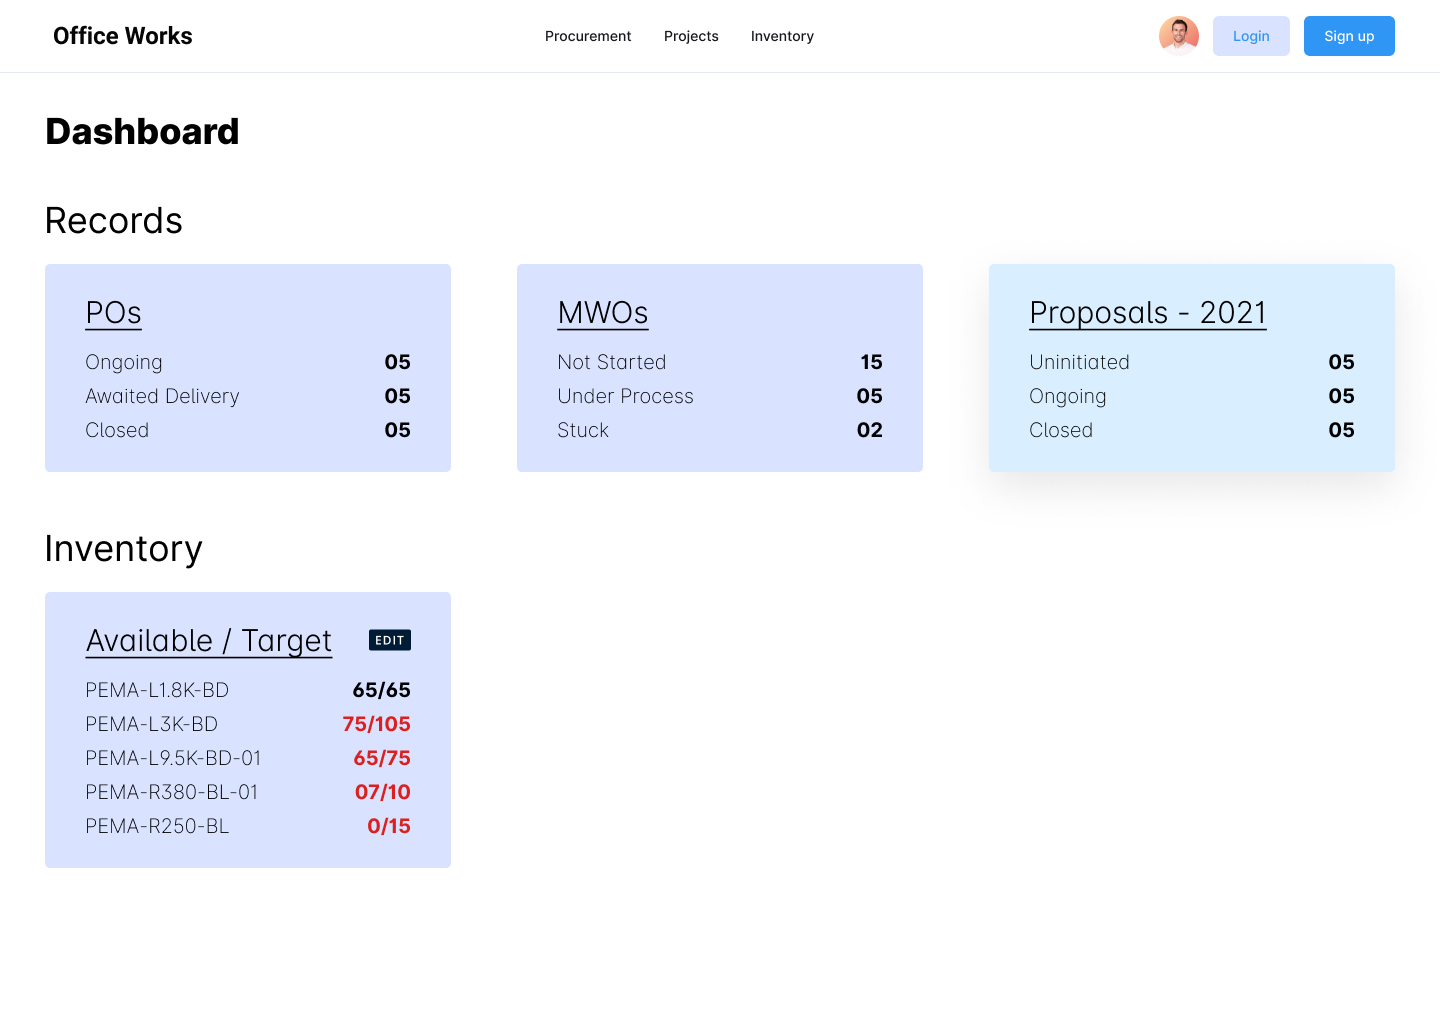 Office Works
Procurement Projects Inventory
Login Sign up
Dashboard
Records
POs
Ongoing 05
Awaited Delivery 05
Closed 05
MWOs
Not Started 15
Under Process 05
Stuck 02
Proposals - 2021
Uninitiated 05
Ongoing 05
Closed 05
Inventory
Available / Target EDIT
PEMA-L1.8K-BD 65/65
PEMA-L3K-BD 75/105
PEMA-L9.5K-BD-01 65/75
PEMA-R380-BL-01 07/10
PEMA-R250-BL 0/15